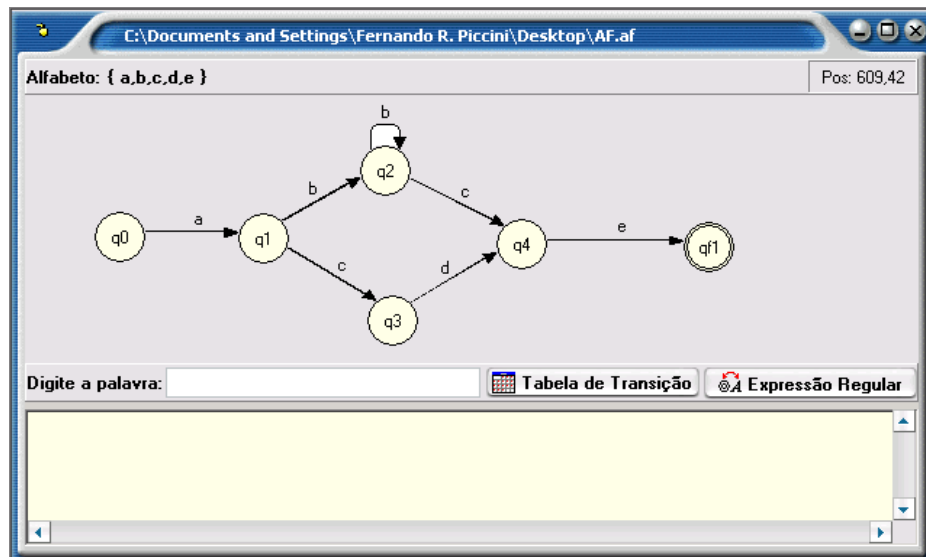 C:\Documents and Settings\Fernando R. Piccini\Desktop\AF.af
Alfabeto: { a,b,c,d,e }
Pos: 609,42
b
q2
b
c
a
e
q0
q1
q4
qf1
c
d
q3
Digite a palavra:
Tabela de Transição
Expressão Regular